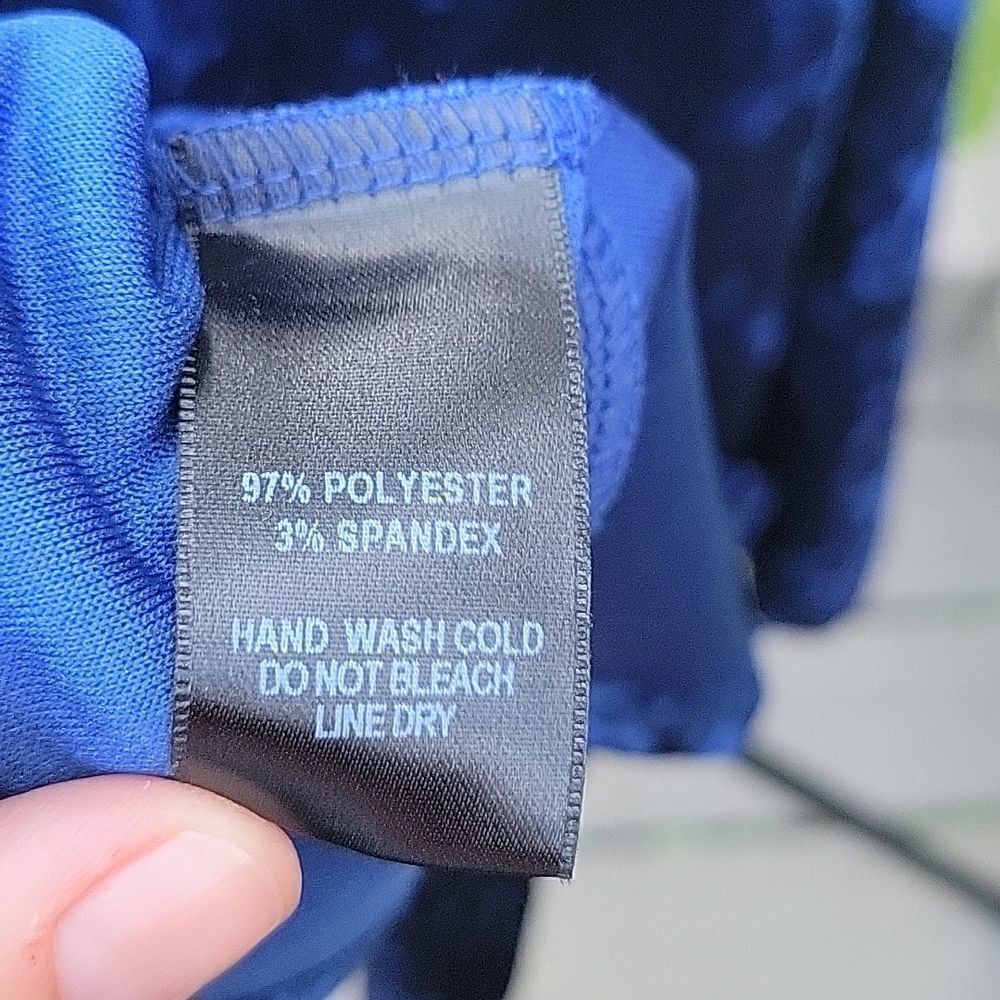 97% POLYESTER
3% SPANDEX
HAND WASH COLD
DO NOT BLEACH
LINE DRY